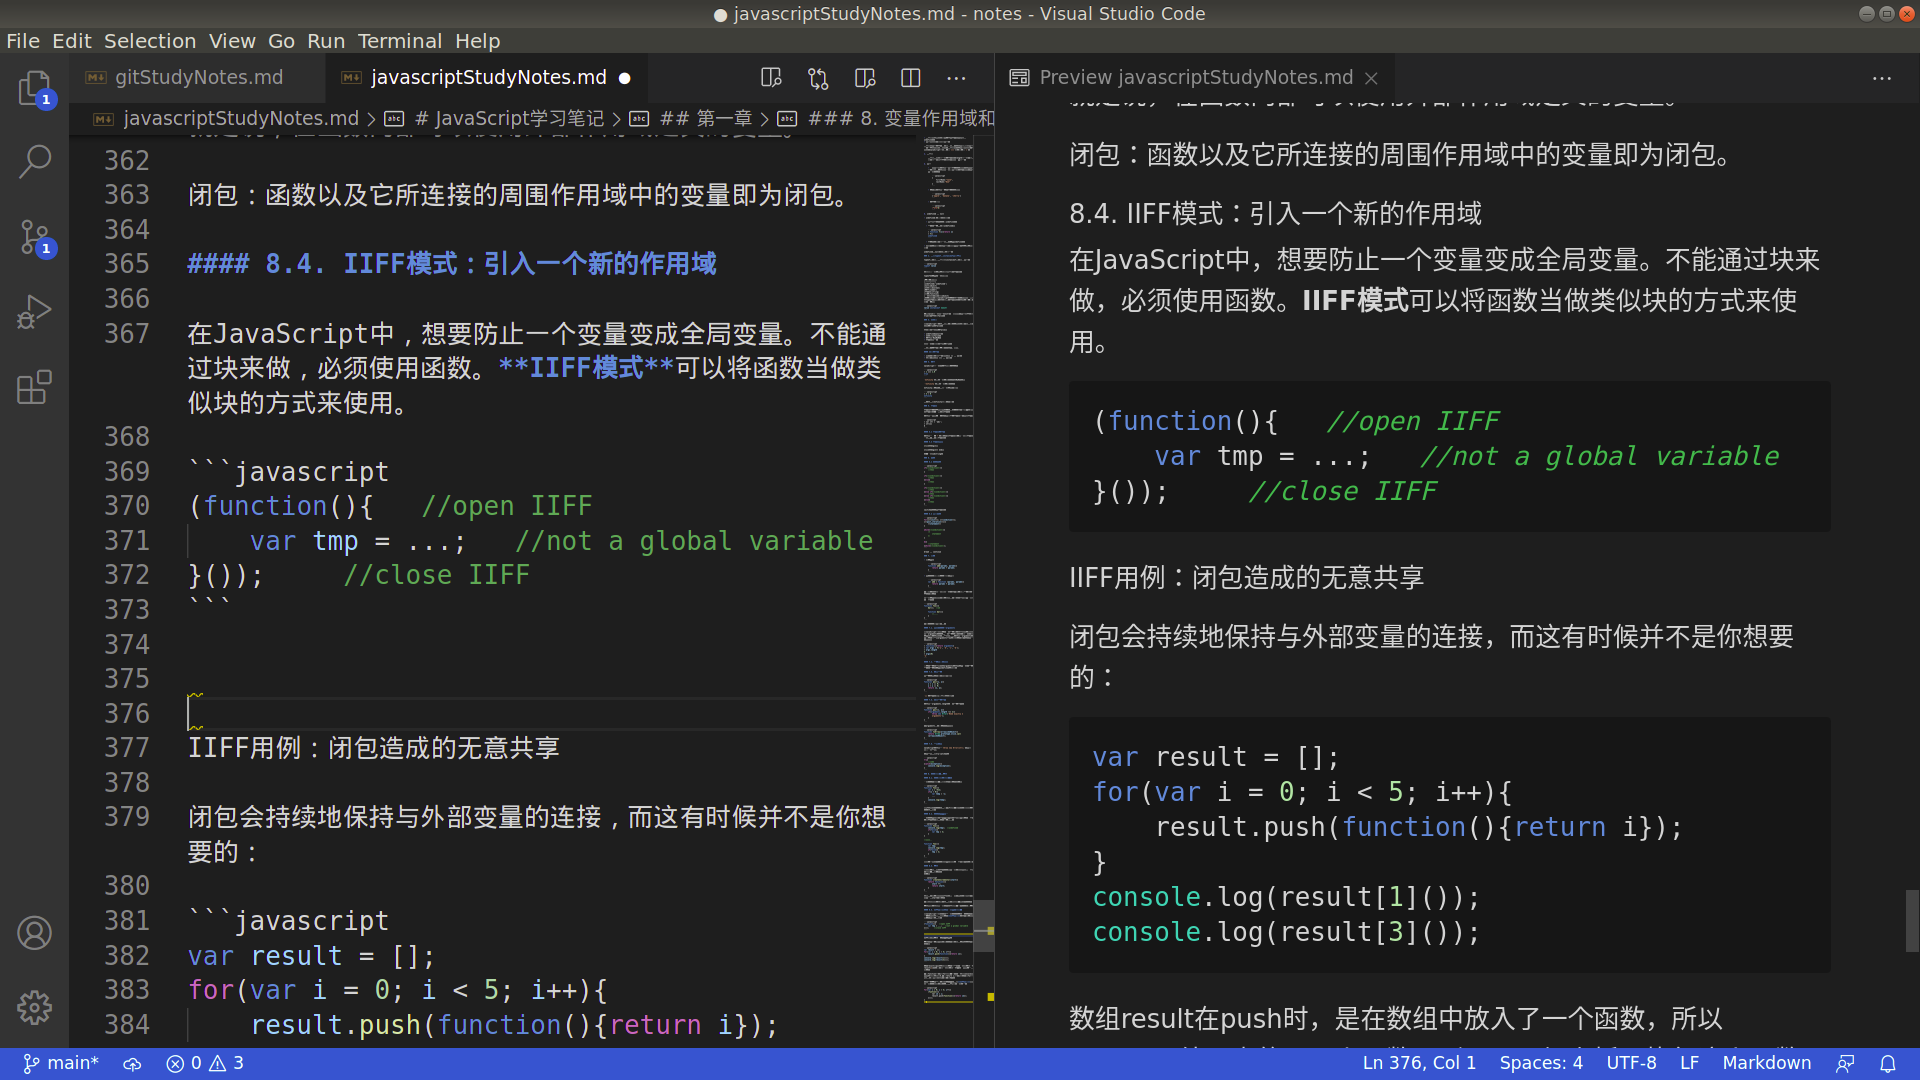 ● javascriptStudyNotes.md - notes - Visual Studio Code
File Edit Selection View Go Run Terminal Help
gitStudyNotes.md
javascriptStudyNotes.md ●
Preview javascriptStudyNotes.md
javascriptStudyNotes.md > # JavaScript学习笔记 > ## 第一章 > ### 8. 变量作用域和
362
363 闭包：函数以及它所连接的周围作用域中的变量即为闭包。
364
365 #### 8.4. IIFF模式：引入一个新的作用域
366
367 在JavaScript中，想要防止一个变量变成全局变量。不能通
过块来做，必须使用函数。**IIFF模式**可以将函数当做类
似块的方式来使用。
368
369 ```javascript
370 (function(){   //open IIFF
371     var tmp = ...;   //not a global variable
372 }());     //close IIFF
373 ```
374
375
376
377 IIFF用例：闭包造成的无意共享
378
379 闭包会持续地保持与外部变量的连接，而这有时候并不是你想
要的：
380
381 ```javascript
382 var result = [];
383 for(var i = 0; i < 5; i++){
384     result.push(function(){return i});
闭包：函数以及它所连接的周围作用域中的变量即为闭包。
8.4. IIFF模式：引入一个新的作用域
在JavaScript中，想要防止一个变量变成全局变量。不能通过块来
做，必须使用函数。IIFF模式可以将函数当做类似块的方式来使
用。
(function(){   //open IIFF
    var tmp = ...;   //not a global variable
}());     //close IIFF
IIFF用例：闭包造成的无意共享
闭包会持续地保持与外部变量的连接，而这有时候并不是你想要
的：
var result = [];
for(var i = 0; i < 5; i++){
    result.push(function(){return i});
}
console.log(result[1]());
console.log(result[3]());
数组result在push时，是在数组中放入了一个函数，所以
1
1
main* 0 3
Ln 376, Col 1 Spaces: 4 UTF-8 LF Markdown